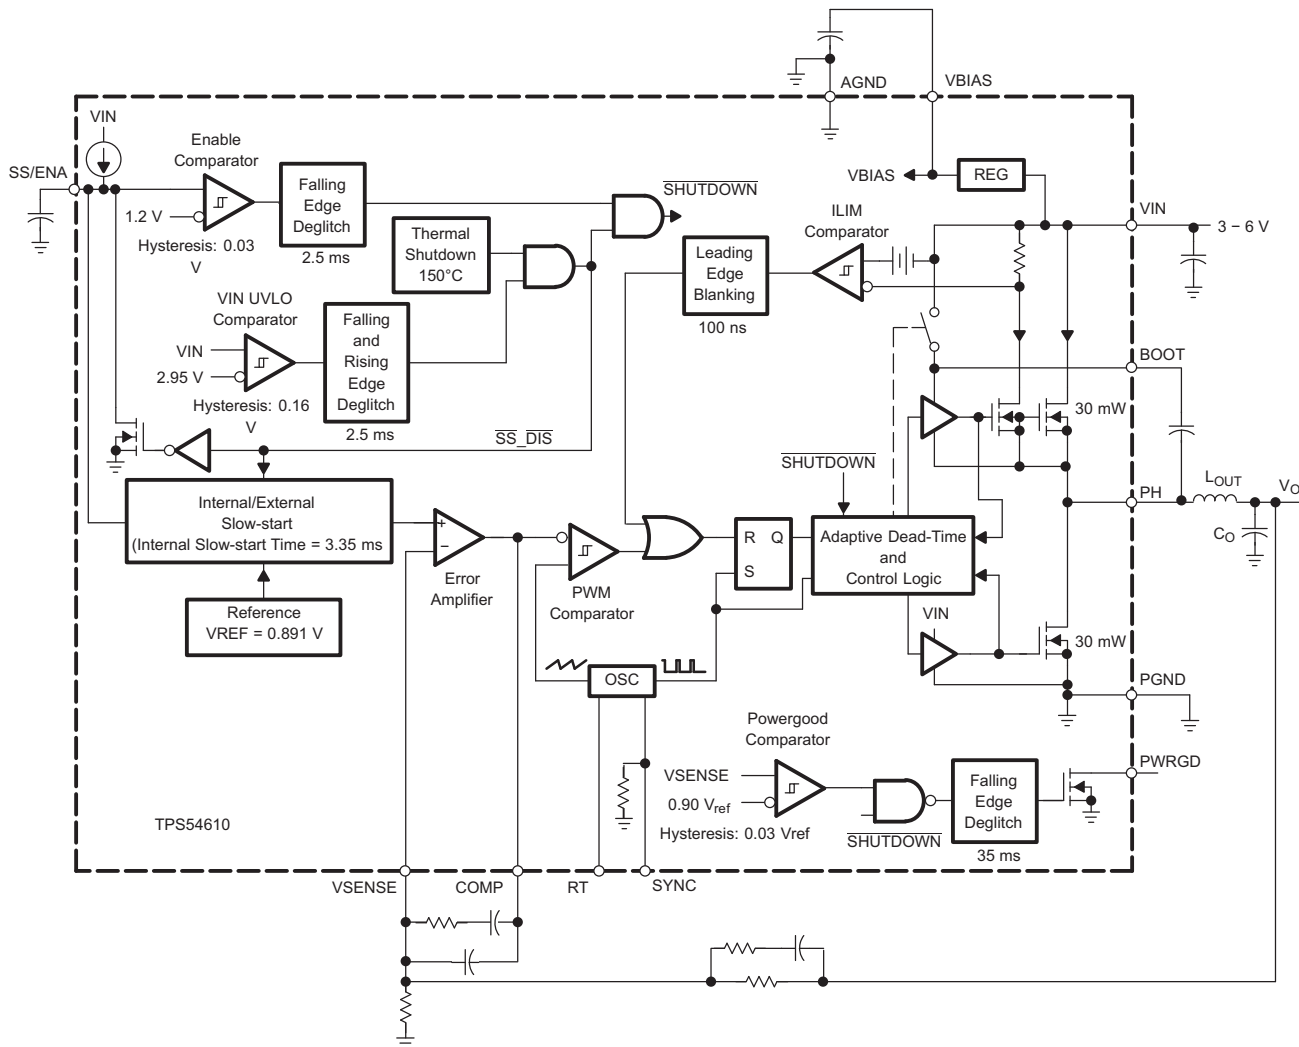 AGND
VBIAS
VIN
Enable
Comparator
SS/ENA
1.2 V
Hysteresis: 0.03
V
Falling
Edge
Deglitch
2.5 ms
SHUTDOWN
VBIAS
REG
VIN
3 – 6 V
Thermal
Shutdown
150°C
Leading
Edge
Blanking
100 ns
ILIM
Comparator
VIN UVLO
Comparator
VIN
2.95 V
Hysteresis: 0.16
V
Falling
and
Rising
Edge
Deglitch
2.5 ms
BOOT
30 mW
SS_DIS
SHUTDOWN
Internal/External
Slow-start
(Internal Slow-start Time = 3.35 ms
Reference
VREF = 0.891 V
+
−
Error
Amplifier
PWM
Comparator
R Q
S
Adaptive Dead-Time
and
Control Logic
PH
LOUT
VO
CO
VIN
30 mW
OSC
PGND
Powergood
Comparator
VSENSE
0.90 Vref
Hysteresis: 0.03 Vref
SHUTDOWN
Falling
Edge
Deglitch
35 ms
PWRGD
TPS54610
VSENSE
COMP
RT
SYNC